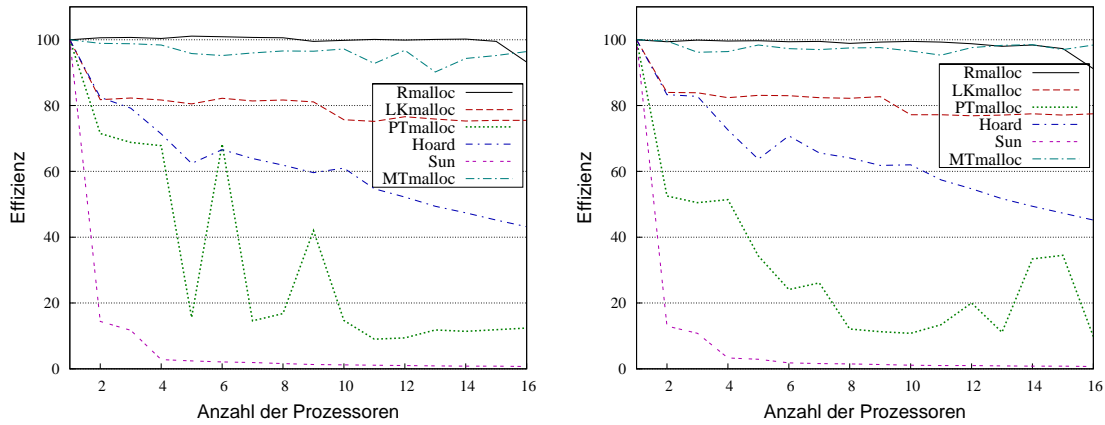 100
80
60
40
20
0
Effizienz
2 4 6 8 10 12 14 16
Anzahl der Prozessoren
Rmalloc
LKmalloc
PTmalloc
Hoard
Sun
MTmalloc
100
80
60
40
20
0
Effizienz
2 4 6 8 10 12 14 16
Anzahl der Prozessoren
Rmalloc
LKmalloc
PTmalloc
Hoard
Sun
MTmalloc